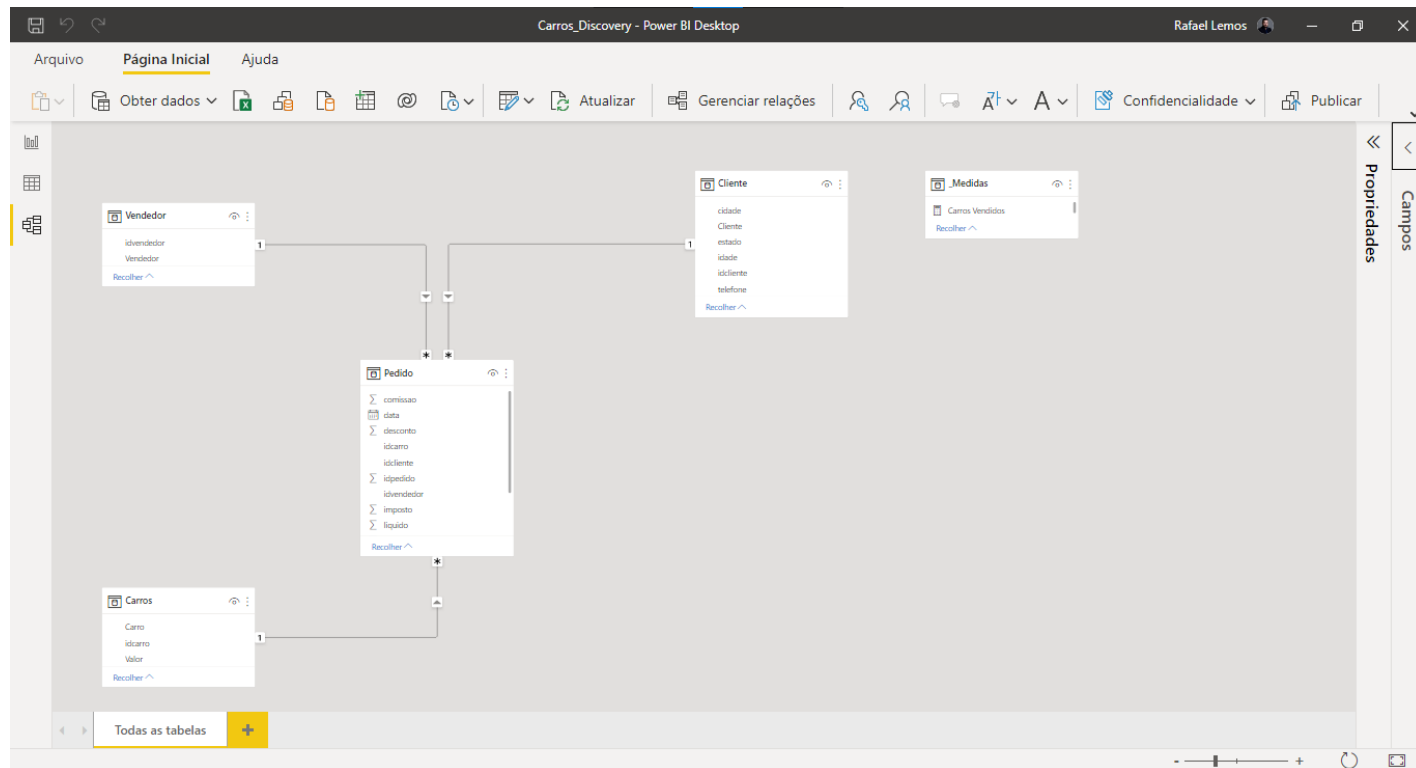 Carros_Discovery - Power BI Desktop
Rafael Lemos
Arquivo
Página Inicial
Ajuda
Obter dados
Atualizar
Gerenciar relações
Confidencialidade
Publicar
Propriedades
Campos
Vendedor
idvendedor
Vendedor
Recolher
1
Cliente
cidade
Cliente
estado
idade
idcliente
telefone
Recolher
1
_Medidas
Carros Vendidos
Recolher
* *
Pedido
comissao
data
desconto
idcarro
idcliente
idpedido
idvendedor
imposto
liquido
Recolher
*
Carros
Carro
idcarro
Valor
Recolher
1
Todas as tabelas
+
- +